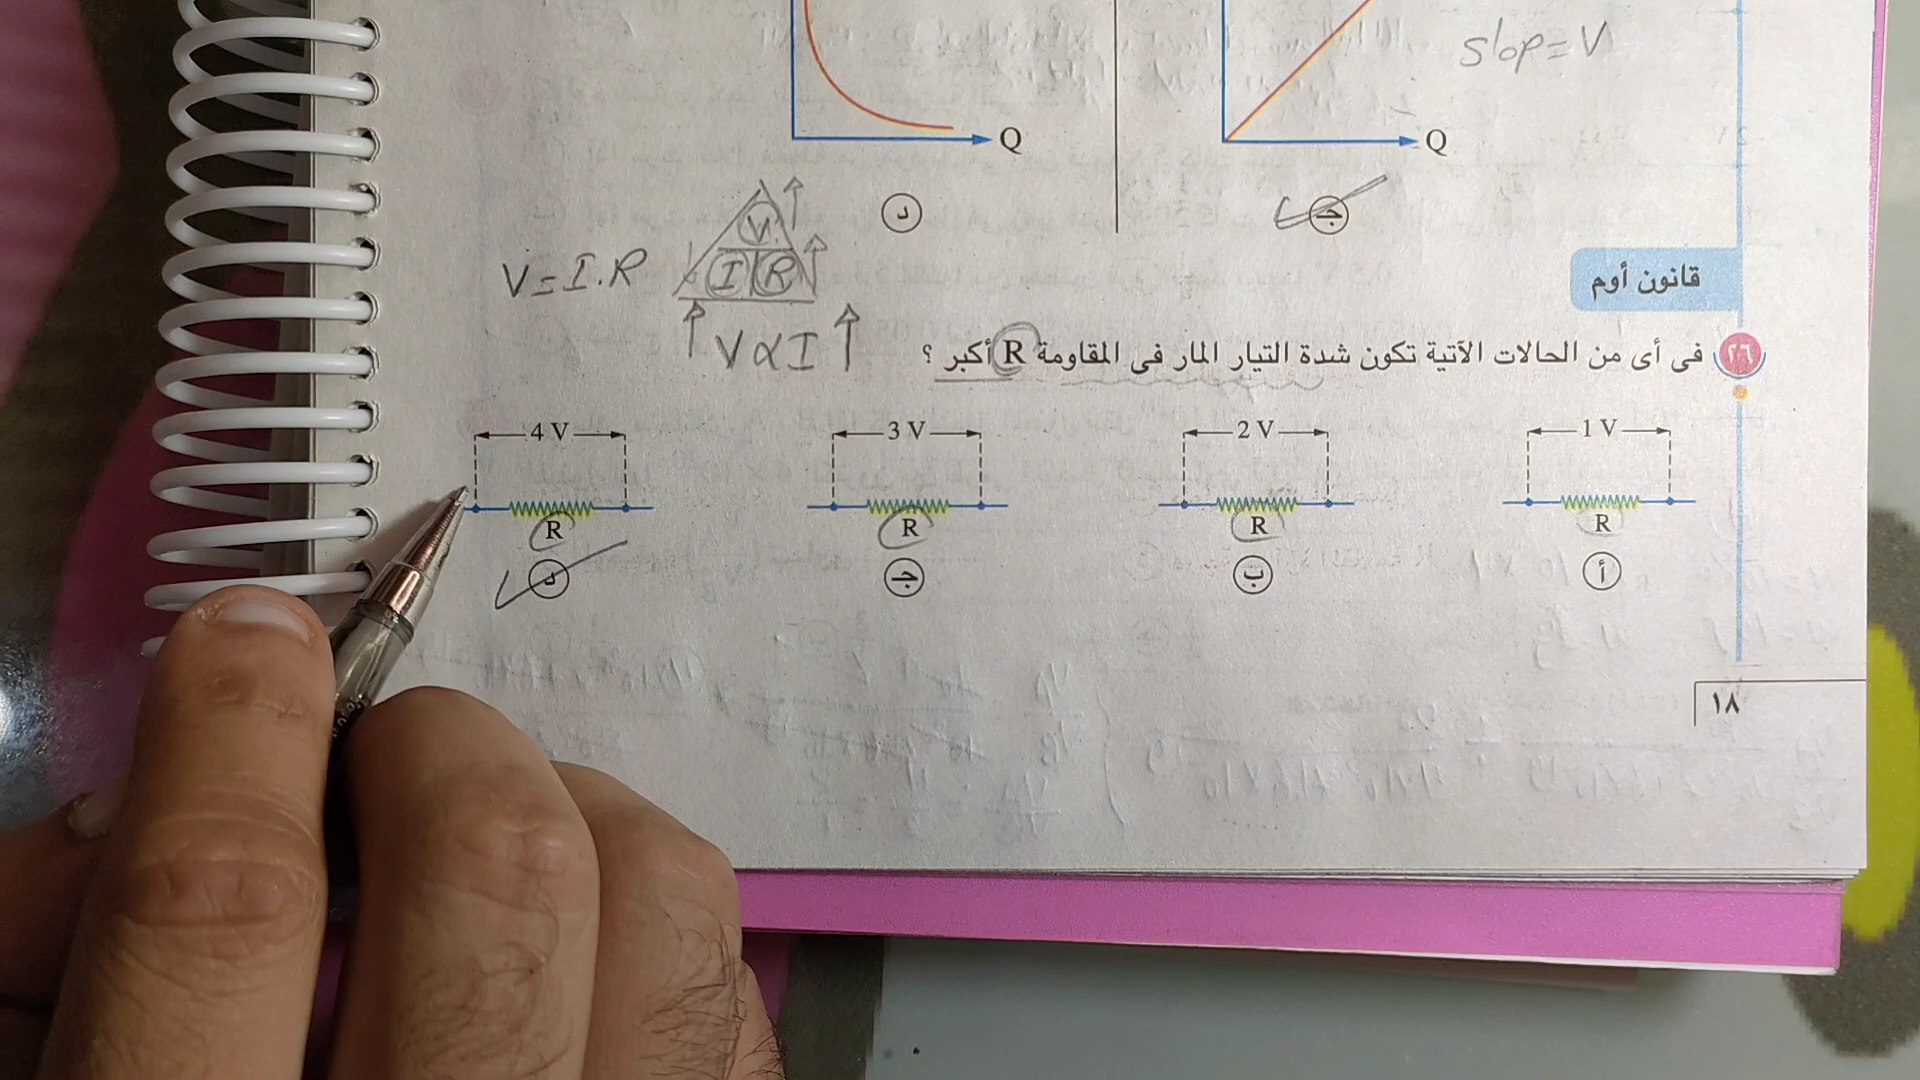 slop = V
Q
Q
جـ
د
قانون أوم
V = I.R
V
I R
V ∝ I
٢٦ فى أى من الحالات الآتية تكون شدة التيار المار فى المقاومة R أكبر ؟
1 V
2 V
3 V
4 V
R
R
R
R
أ
ب
جـ
د
١٨